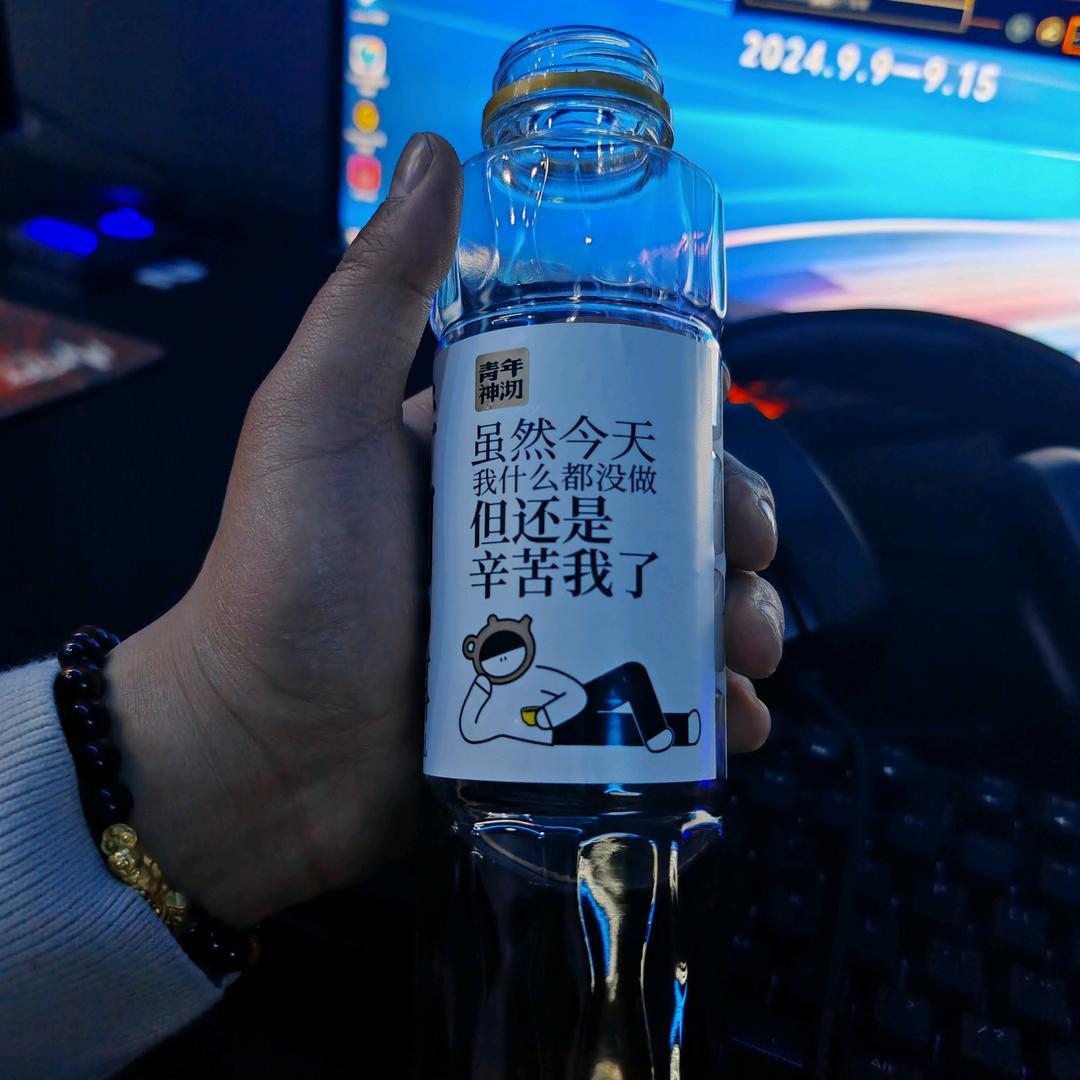 2024.9.9—9.15
青年
神沏
虽然今天
我什么都没做
但还是
辛苦我了